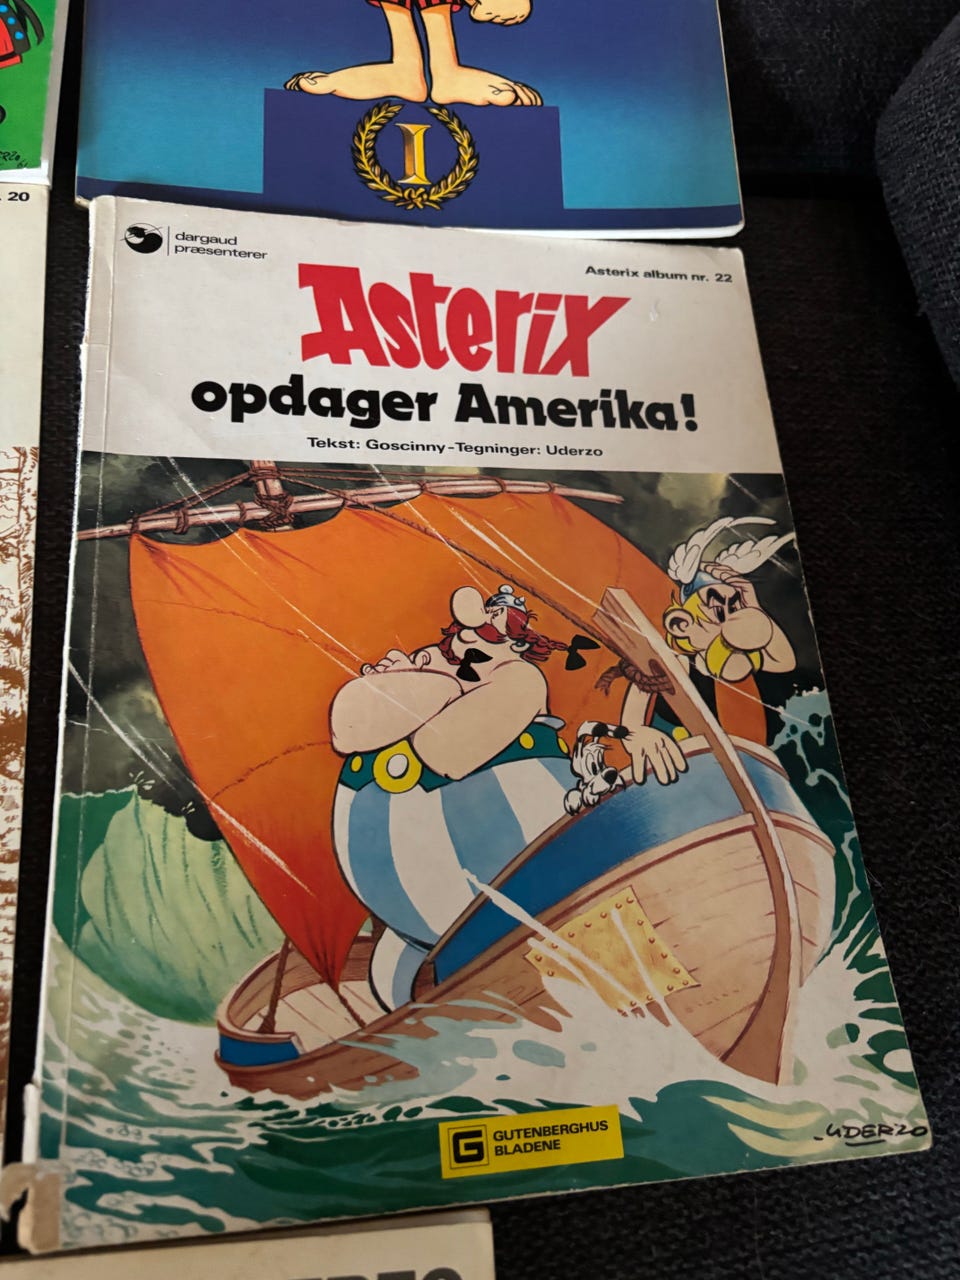 I
. 20
dargaud
præsenterer
Asterix album nr. 22
Asterix
opdager Amerika!
Tekst: Goscinny-Tegninger: Uderzo
G
GUTENBERGHUS
BLADENE
UDERZO